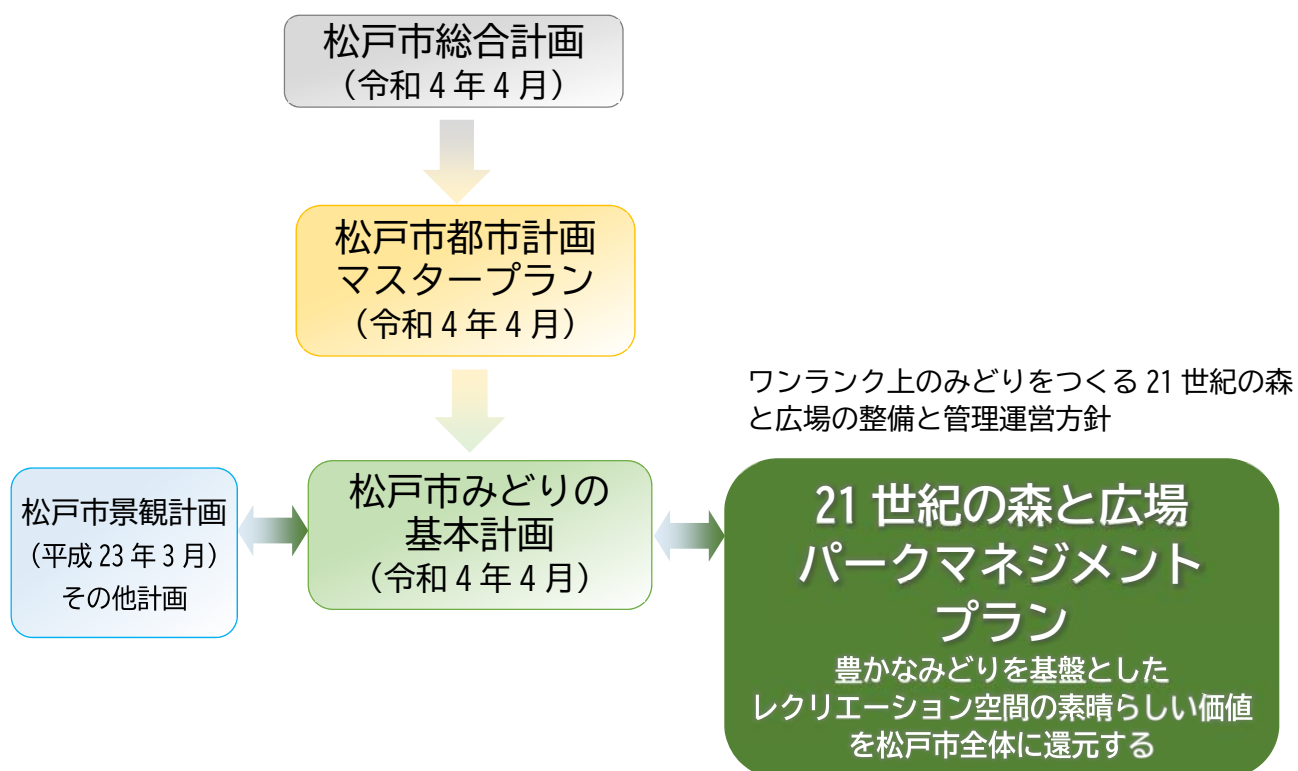 松戸市総合計画
（令和4年4月）
松戸市都市計画
マスタープラン
（令和4年4月）
ワンランク上のみどりをつくる21世紀の森
と広場の整備と管理運営方針
松戸市景観計画
（平成23年3月）
その他計画
松戸市みどりの
基本計画
（令和4年4月）
21世紀の森と広場
パークマネジメント
プラン
豊かなみどりを基盤とした
レクリエーション空間の素晴らしい価値
を松戸市全体に還元する